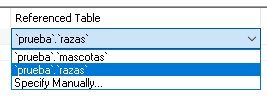 Referenced Table
`prueba`.`razas`
`prueba`.`mascotas`
`prueba`.`razas`
Specify Manually...